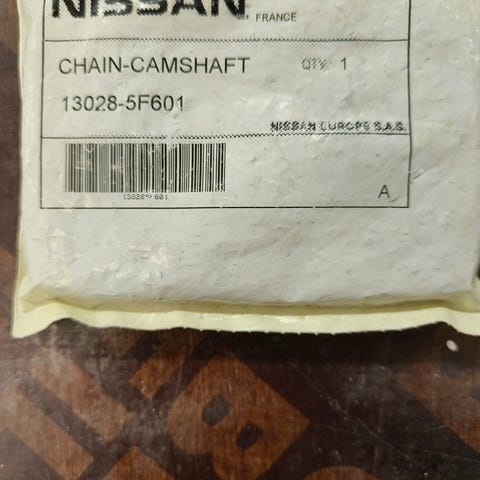 NISSAN
FRANCE
CHAIN-CAMSHAFT QTY 1
13028-5F601
NISSAN EUROPE S.A.S.
A